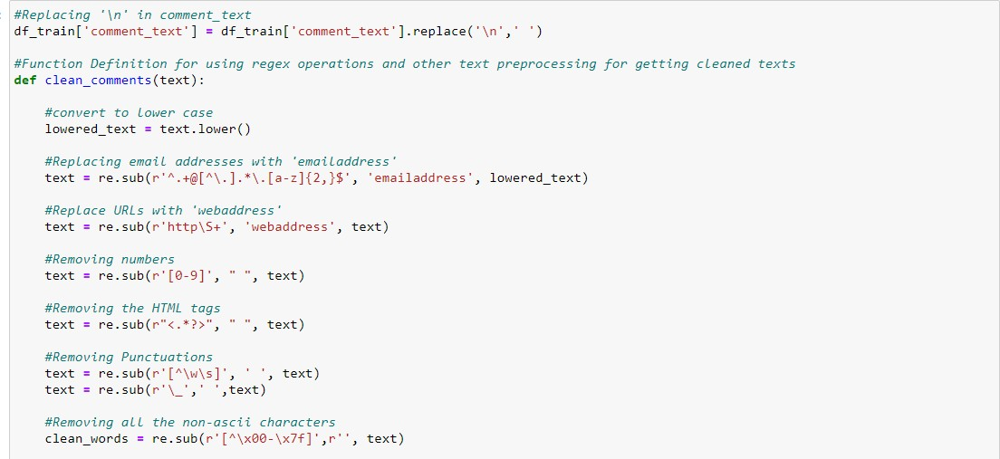 #Replacing '\n' in comment_text
df_train['comment_text'] = df_train['comment_text'].replace('\n',' ')
#Function Definition for using regex operations and other text preprocessing for getting cleaned texts
def clean_comments(text):
#convert to lower case
lowered_text = text.lower()
#Replacing email addresses with 'emailaddress'
text = re.sub(r'^.+@[^\.].*\.[a-z]{2,}$', 'emailaddress', lowered_text)
#Replace URLs with 'webaddress'
text = re.sub(r'http\S+', 'webaddress', text)
#Removing numbers
text = re.sub(r'[0-9]', " ", text)
#Removing the HTML tags
text = re.sub(r"<.*?>", " ", text)
#Removing Punctuations
text = re.sub(r'[^\w\s]', ' ', text)
text = re.sub(r'\_',' ',text)
#Removing all the non-ascii characters
clean_words = re.sub(r'[^\x00-\x7f]',r'', text)